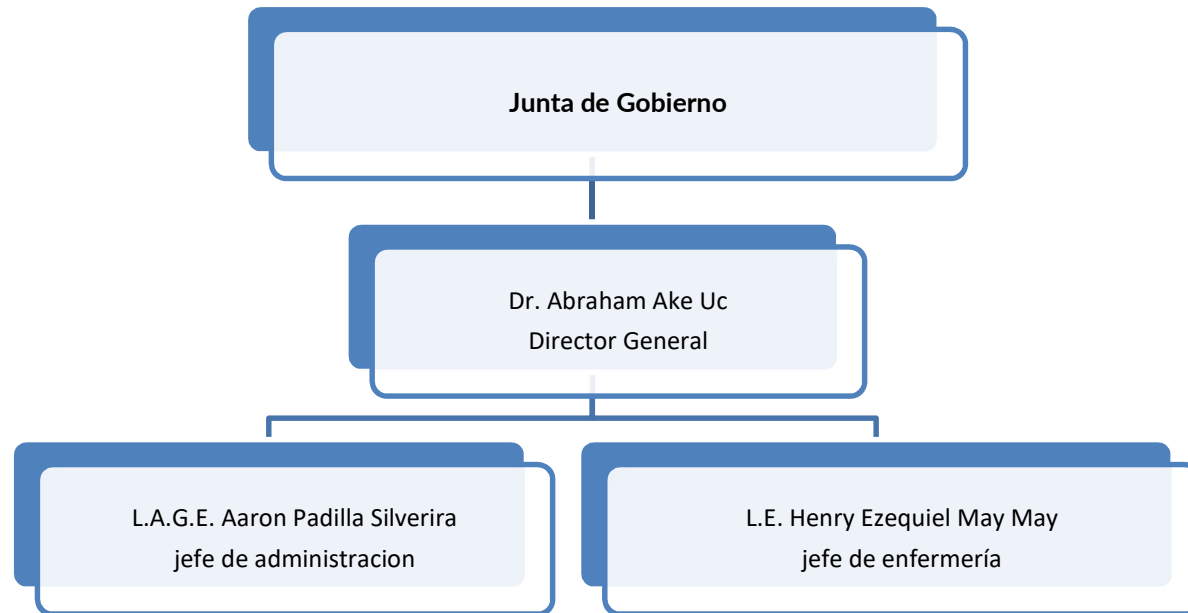 Junta de Gobierno
Dr. Abraham Ake Uc
Director General
L.A.G.E. Aaron Padilla Silverira
jefe de administracion
L.E. Henry Ezequiel May May
jefe de enfermería